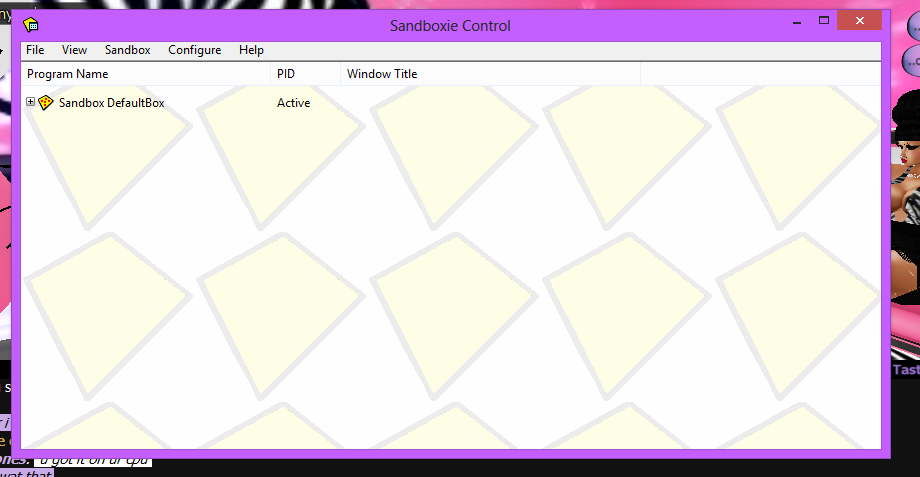 Sandboxie Control
File View Sandbox Configure Help
Program Name PID Window Title
Sandbox DefaultBox Active
Tast
s
ones. u got it on ur cpu
wat that